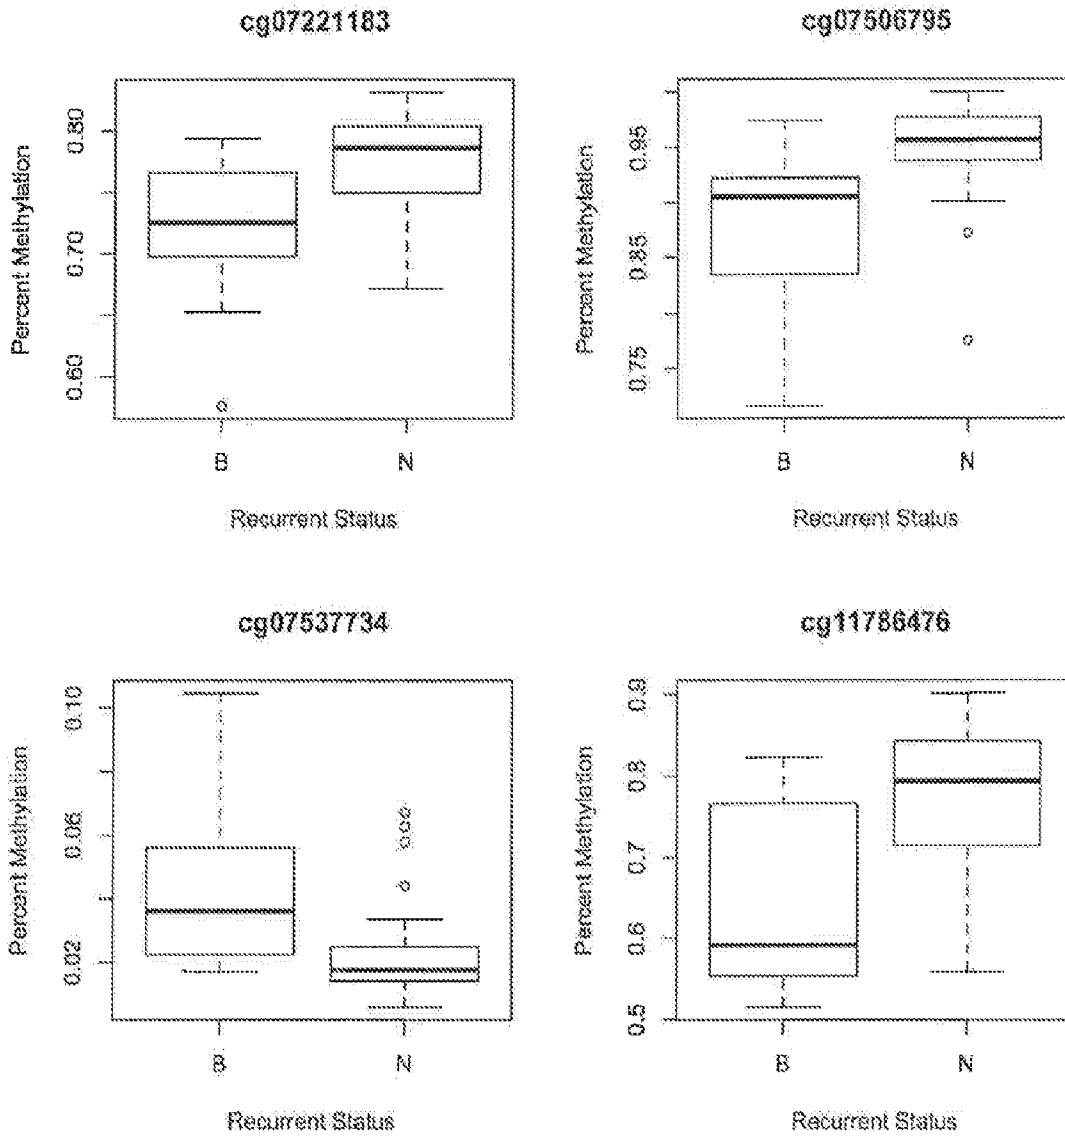 cg07221183
Percent Methylation
0.80
0.70
0.60
B N
Recurrent Status
cg07506795
Percent Methylation
0.95
0.85
0.75
B N
Recurrent Status
cg07537734
Percent Methylation
0.10
0.06
0.02
B N
Recurrent Status
cg11786476
Percent Methylation
0.9
0.8
0.7
0.6
0.5
B N
Recurrent Status